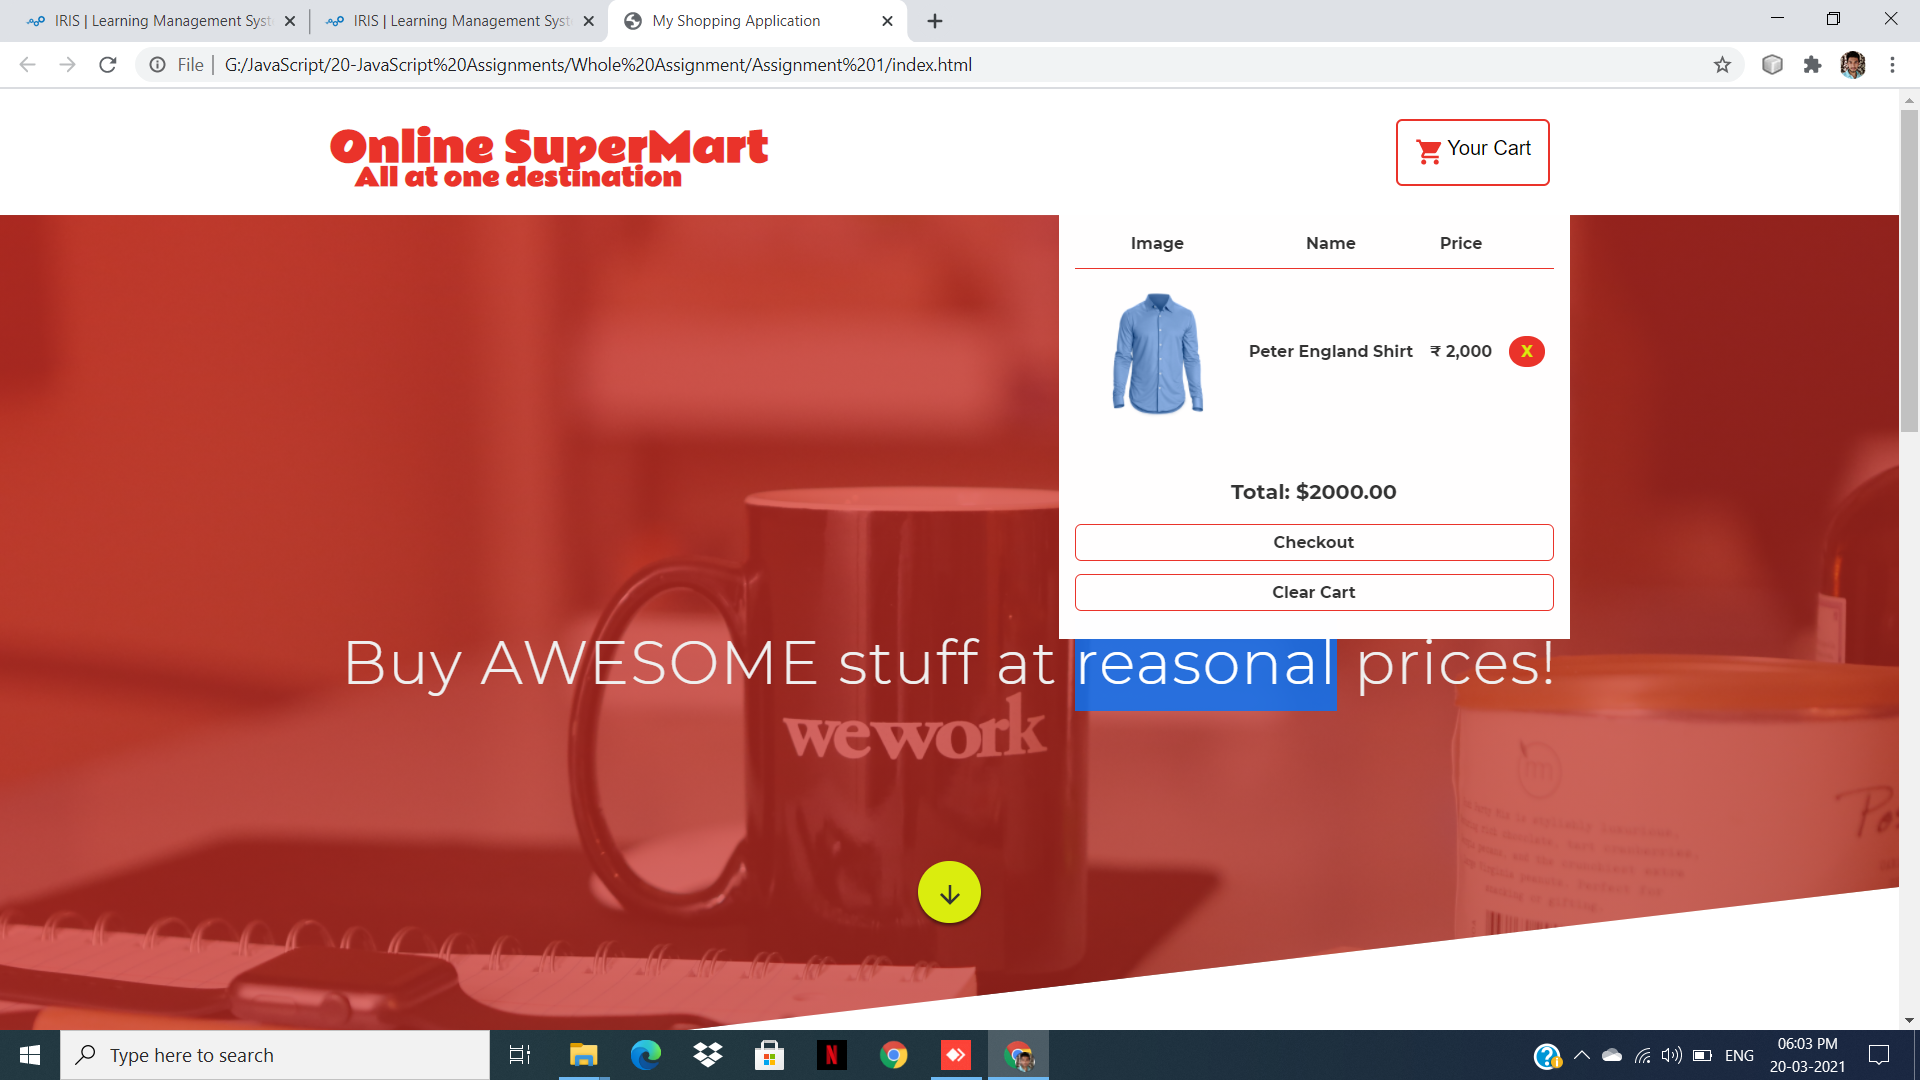 IRIS | Learning Management Syst
IRIS | Learning Management Syst
My Shopping Application
File
G:/JavaScript/20-JavaScript%20Assignments/Whole%20Assignment/Assignment%201/index.html
Online SuperMart
All at one destination
Your Cart
Image Name Price
Peter England Shirt ₹ 2,000 X
Total: $2000.00
Checkout
Clear Cart
Buy AWESOME stuff at reasonal prices!
wework
m
Type here to search
N
ENG
06:03 PM
20-03-2021